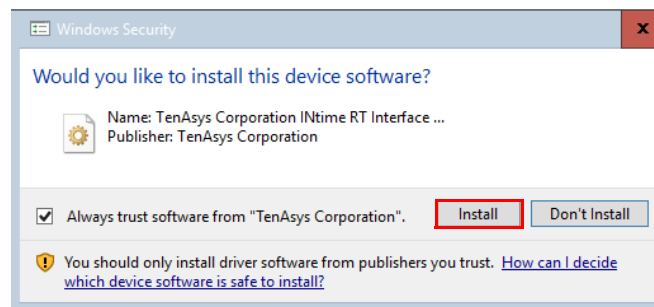 Windows Security
x
Would you like to install this device software?
Name: TenAsys Corporation INtime RT Interface ...
Publisher: TenAsys Corporation
Always trust software from "TenAsys Corporation".
Install
Don't Install
You should only install driver software from publishers you trust. How can I decide
which device software is safe to install?